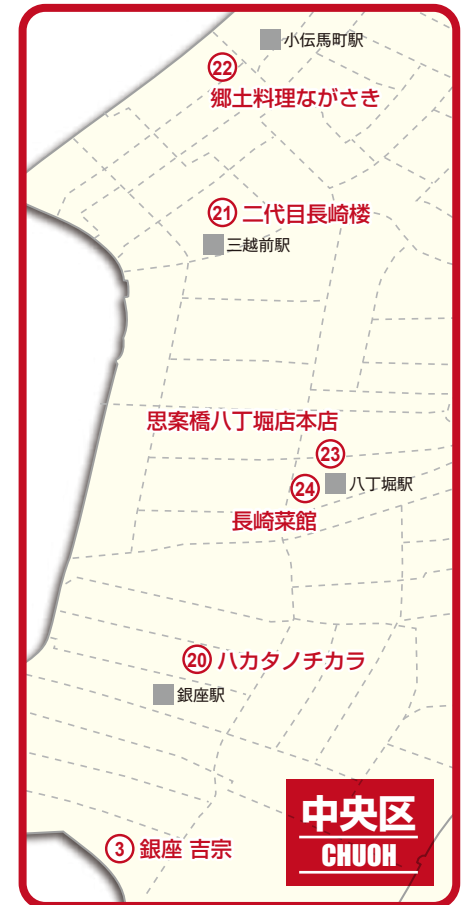 小伝馬町駅
22
郷土料理ながさき
21 二代目長崎楼
三越前駅
思案橋八丁堀店本店
23
24
八丁堀駅
長崎菜館
20 ハカタノチカラ
銀座駅
中央区
CHUOH
3 銀座 吉宗